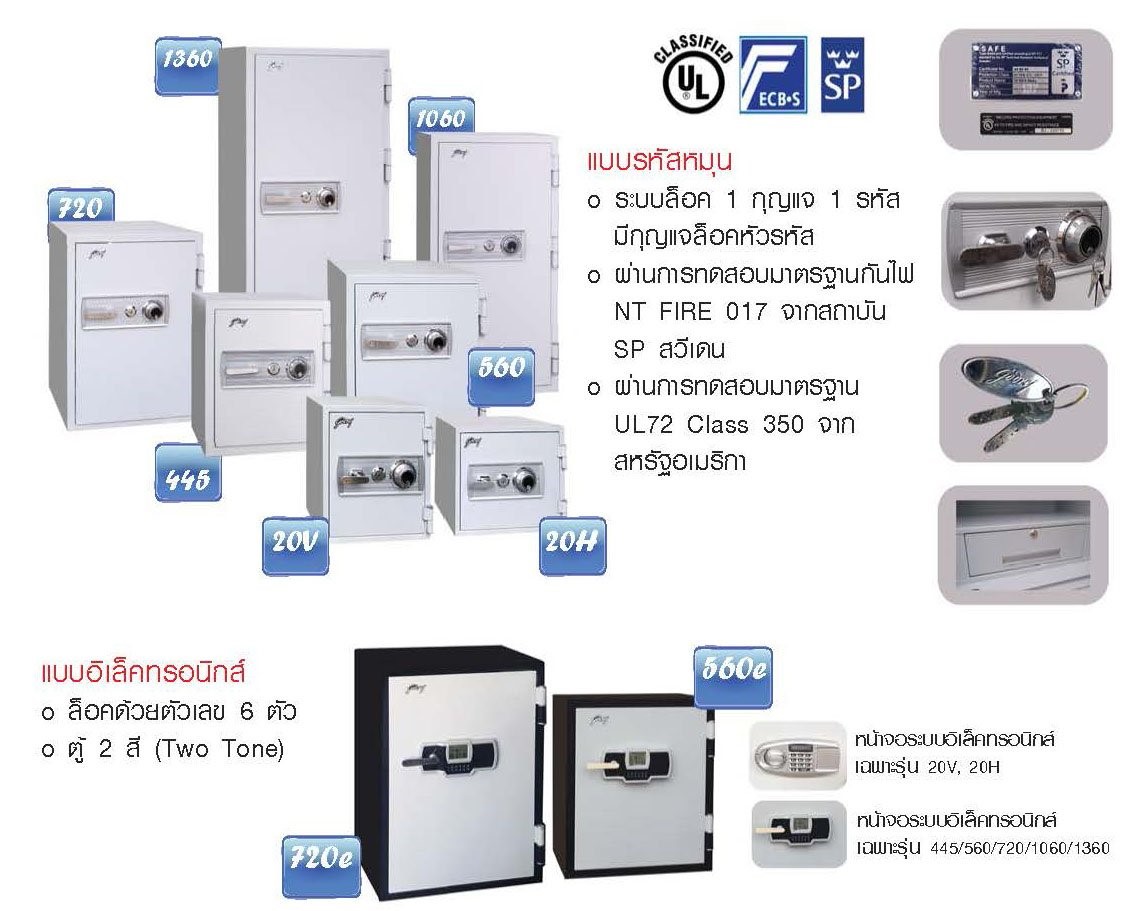 1360
1060
720
560
445
20V
20H
CLASSIFIED
UL
ECB•S
SP
SAFE
SP
แบบรหัสหมุน
o ระบบล็อค 1 กุญแจ 1 รหัส
มีกุญแจล็อคหัวรหัส
o ผ่านการทดสอบมาตรฐานกันไฟ
NT FIRE 017 จากสถาบัน
SP สวีเดน
o ผ่านการทดสอบมาตรฐาน
UL72 Class 350 จาก
สหรัฐอเมริกา
แบบอิเล็คทรอนิกส์
o ล็อคด้วยตัวเลข 6 ตัว
o ตู้ 2 สี (Two Tone)
560e
720e
หน้าจอระบบอิเล็คทรอนิกส์
เฉพาะรุ่น 20V, 20H
หน้าจอระบบอิเล็คทรอนิกส์
เฉพาะรุ่น 445/560/720/1060/1360